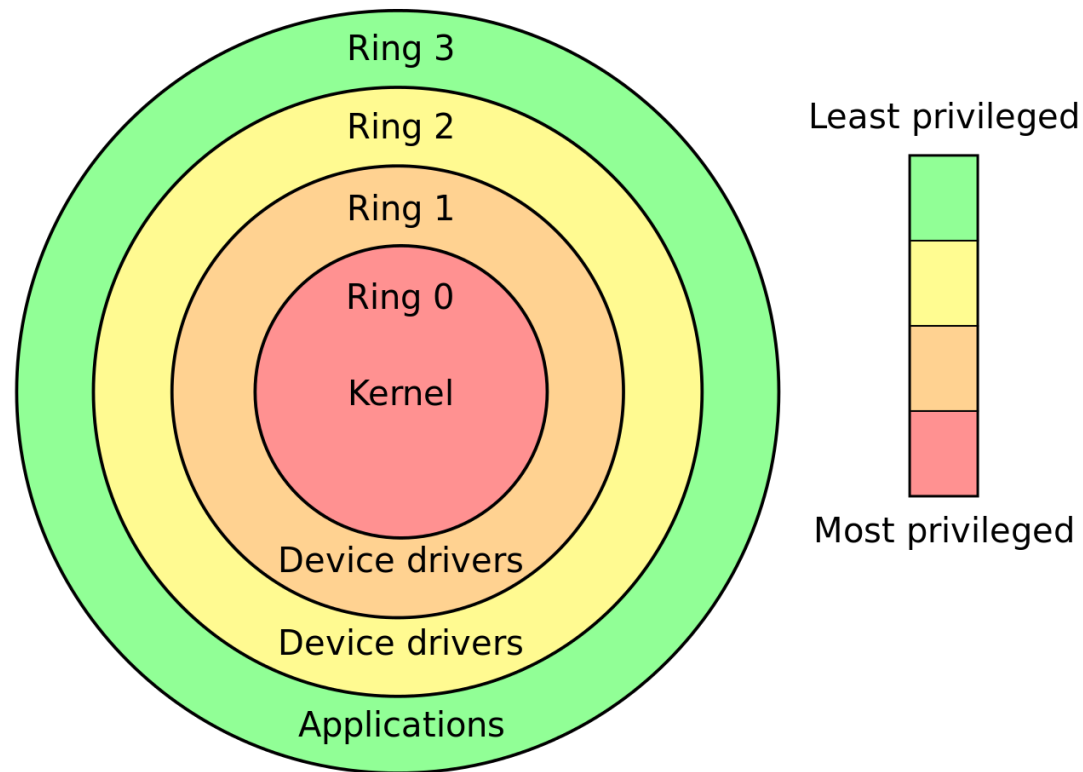 Ring 3
Ring 2
Ring 1
Ring 0
Kernel
Device drivers
Device drivers
Applications
Least privileged
Most privileged